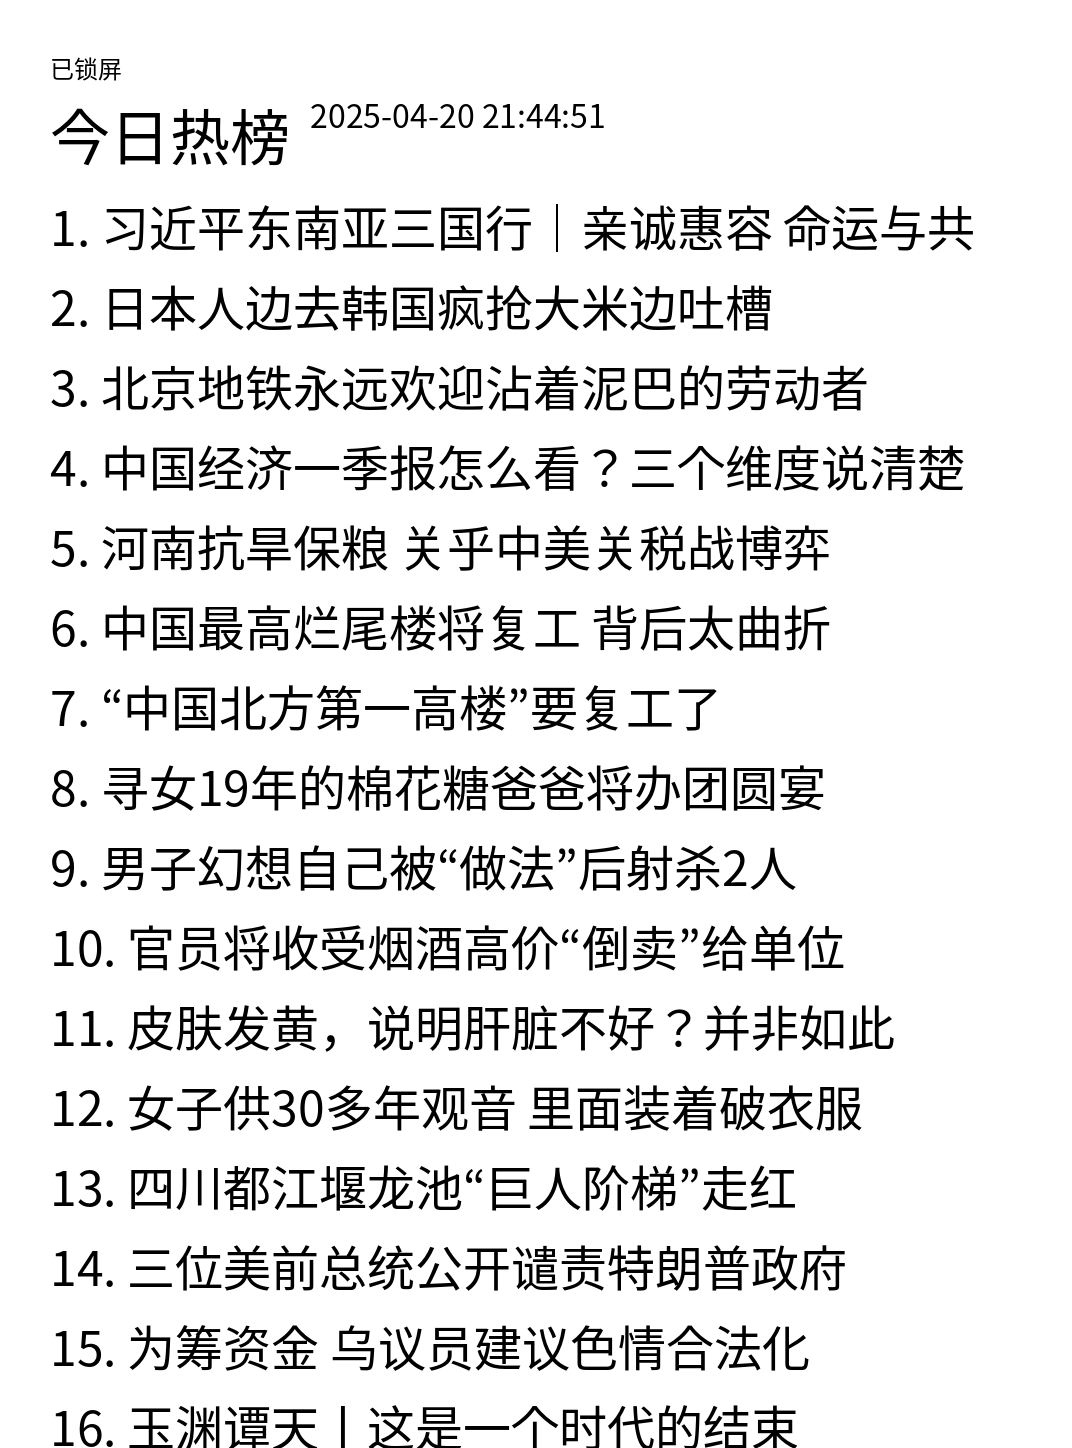 已锁屏
今日热榜 2025-04-20 21:44:51
1. 习近平东南亚三国行｜亲诚惠容 命运与共
2. 日本人边去韩国疯抢大米边吐槽
3. 北京地铁永远欢迎沾着泥巴的劳动者
4. 中国经济一季报怎么看？三个维度说清楚
5. 河南抗旱保粮 关乎中美关税战博弈
6. 中国最高烂尾楼将复工 背后太曲折
7. “中国北方第一高楼”要复工了
8. 寻女19年的棉花糖爸爸将办团圆宴
9. 男子幻想自己被“做法”后射杀2人
10. 官员将收受烟酒高价“倒卖”给单位
11. 皮肤发黄，说明肝脏不好？并非如此
12. 女子供30多年观音 里面装着破衣服
13. 四川都江堰龙池“巨人阶梯”走红
14. 三位美前总统公开谴责特朗普政府
15. 为筹资金 乌议员建议色情合法化
16. 玉渊谭天丨这是一个时代的结束